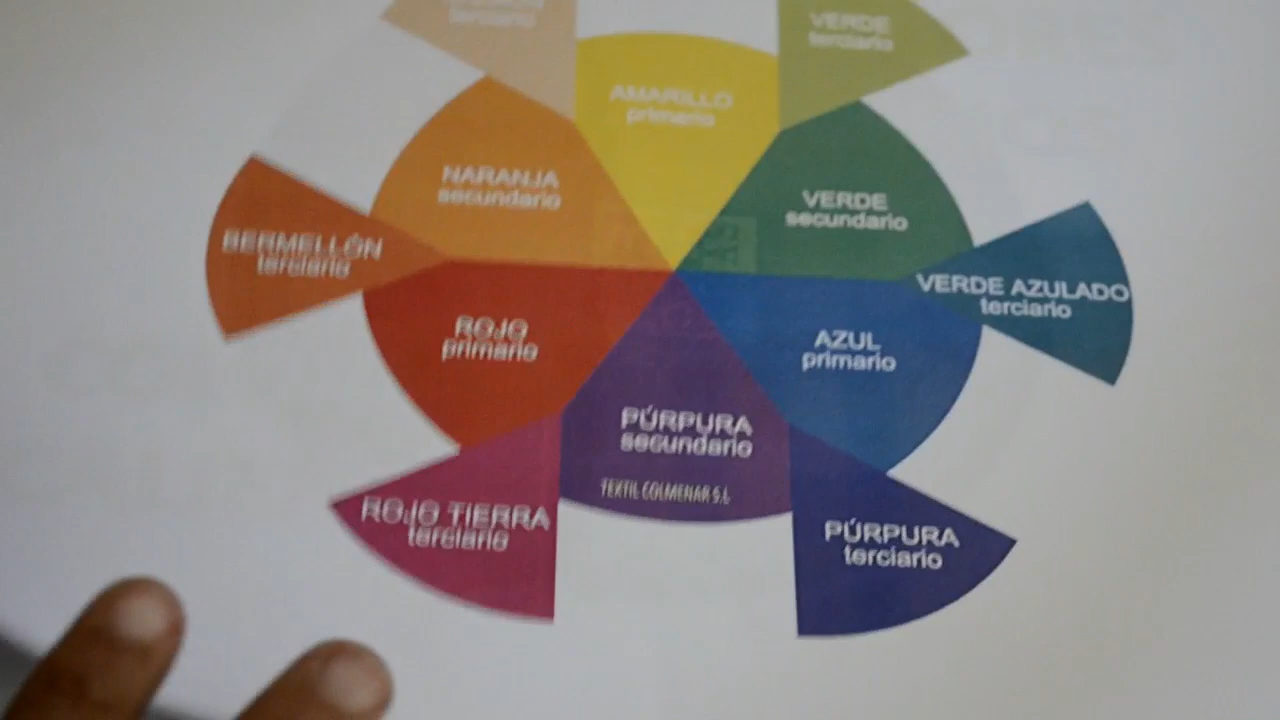 terciario
VERDE
terciario
AMARILLO
primario
NARANJA
secundario
VERDE
secundario
BERMELLÓN
terciario
VERDE AZULADO
terciario
ROJO
primario
AZUL
primario
PÚRPURA
secundario
TEXTIL COLMENAR S.L
ROJO TIERRA
terciario
PÚRPURA
terciario